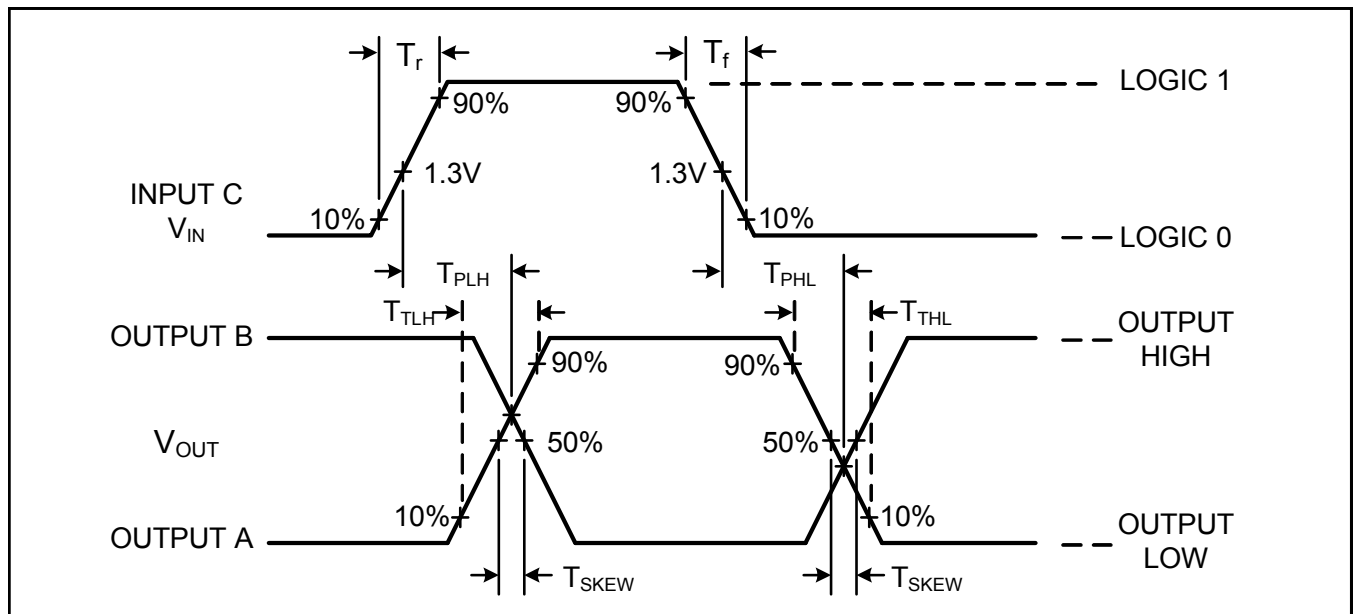 Tr
Tf
LOGIC 1
90%
90%
1.3V
1.3V
INPUT C
VIN
10%
10%
LOGIC 0
TPLH
TPHL
TTLH
TTHL
OUTPUT B
OUTPUT
HIGH
90%
90%
VOUT
50%
50%
10%
10%
OUTPUT A
OUTPUT
LOW
TSKEW
TSKEW